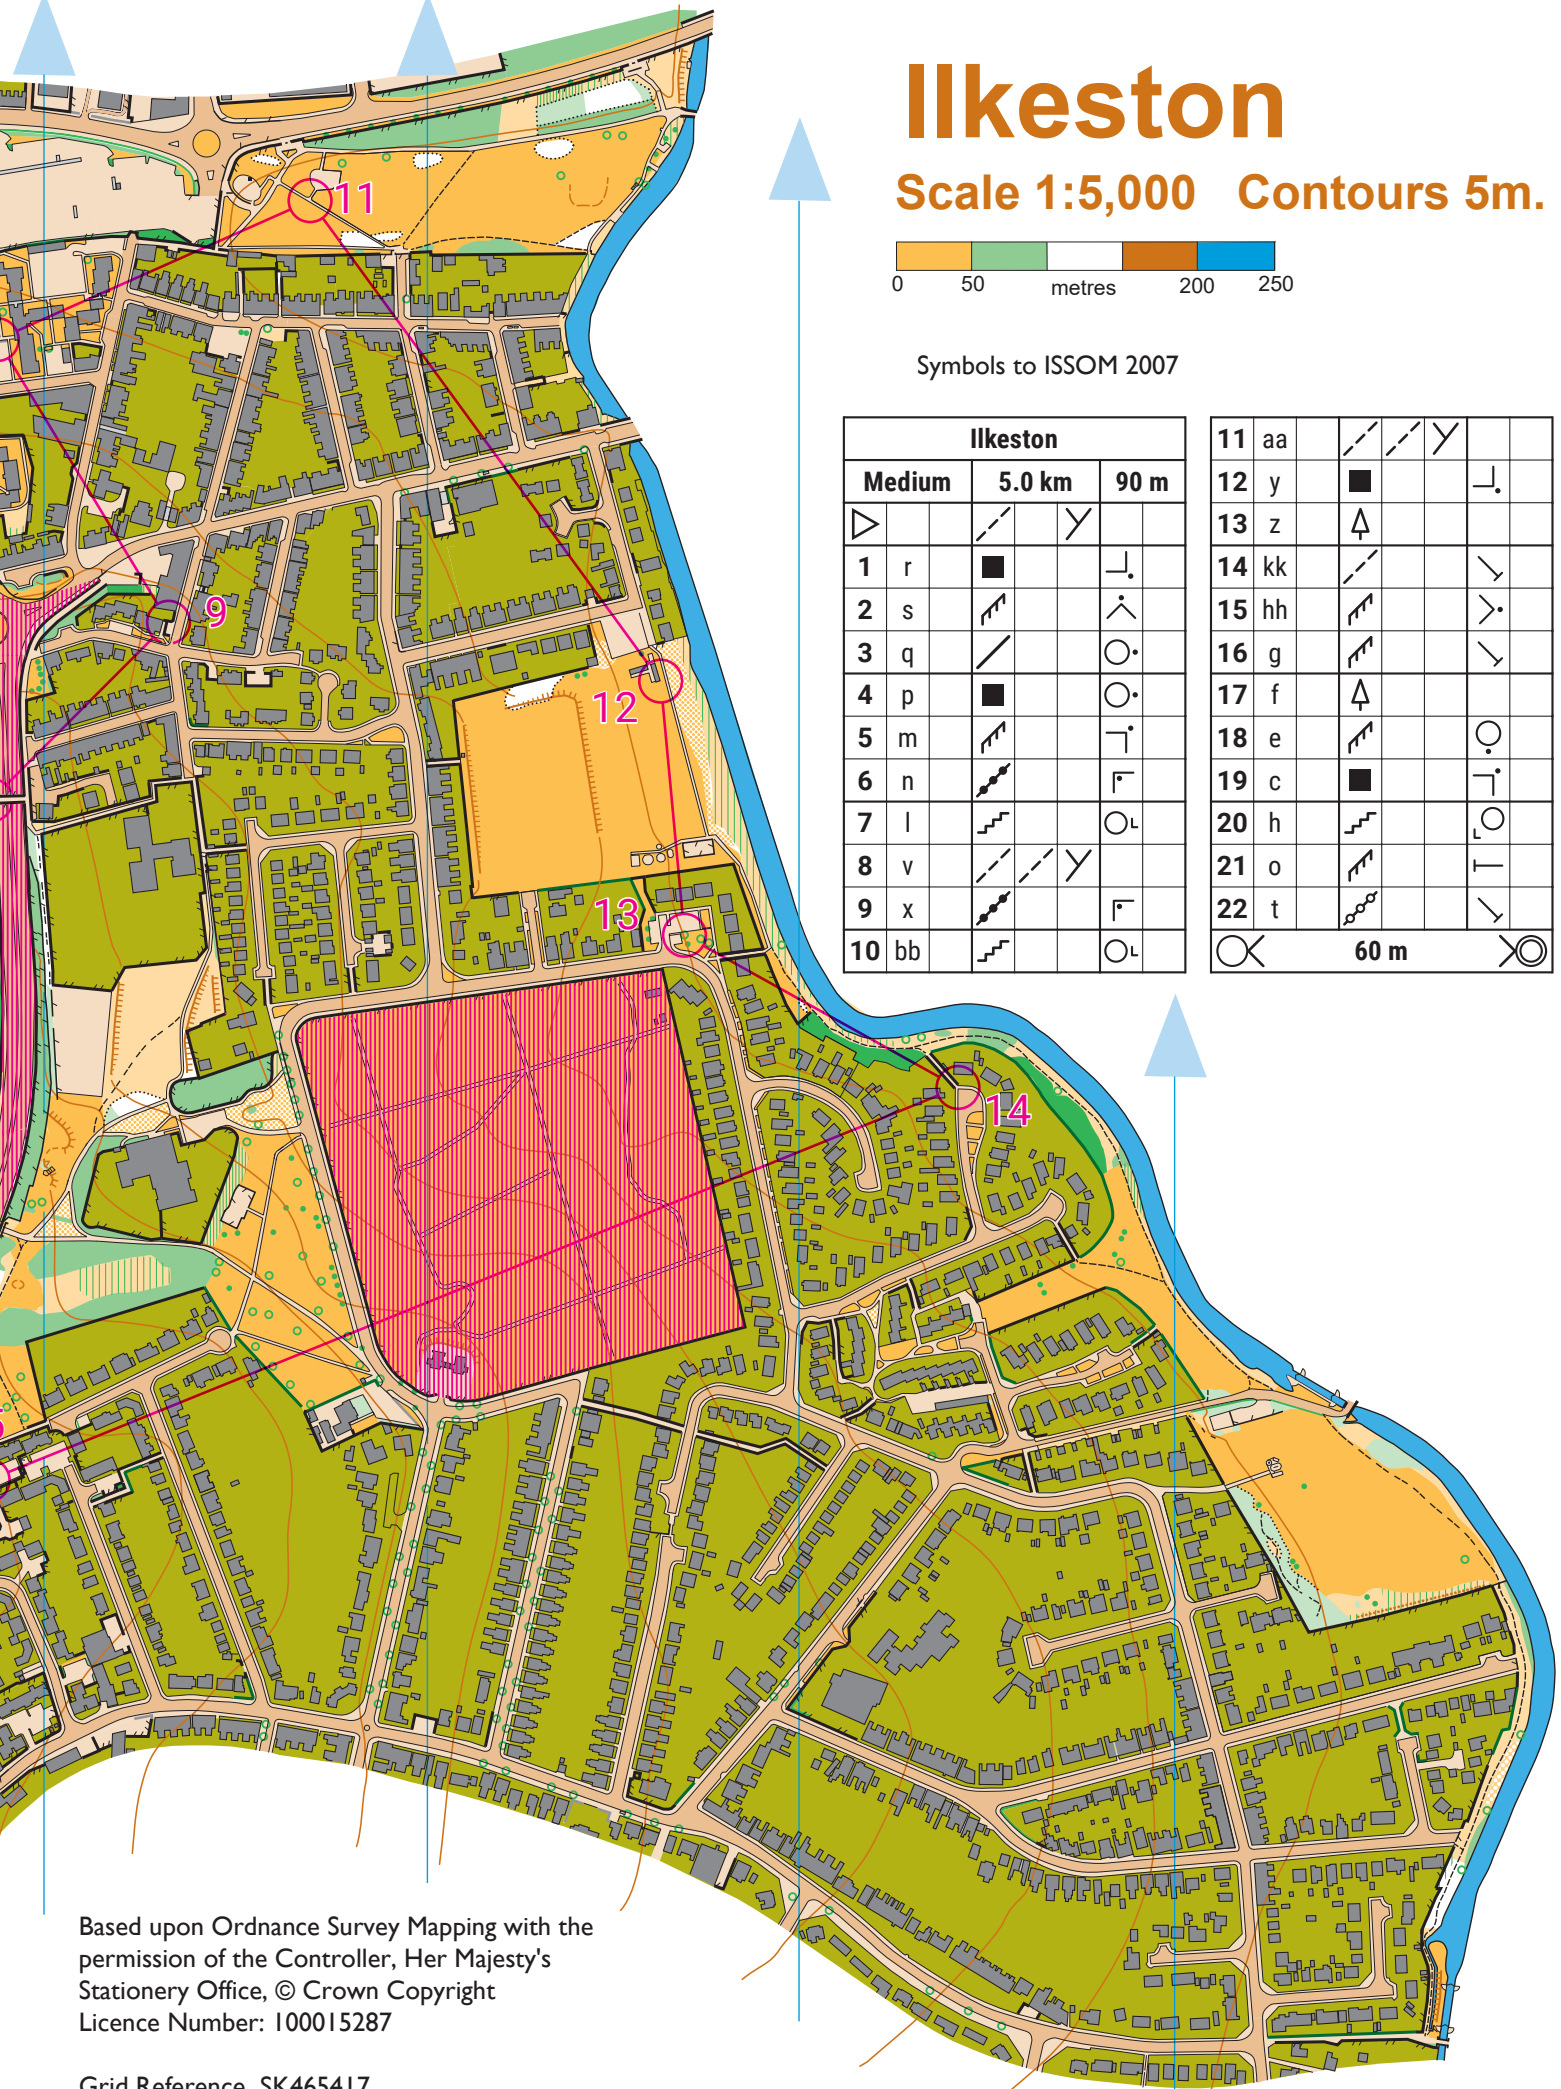 Ilkeston
Scale 1:5,000 Contours 5m.
0 50 metres 200 250
Symbols to ISSOM 2007
Ilkeston
Medium 5.0 km 90 m
1 r
2 s
3 q
4 p
5 m
6 n
7 l
8 v
9 x
10 bb
11 aa
12 y
13 z
14 kk
15 hh
16 g
17 f
18 e
19 c
20 h
21 o
22 t
60 m
11
9
12
13
14
Based upon Ordnance Survey Mapping with the
permission of the Controller, Her Majesty's
Stationery Office, © Crown Copyright
Licence Number: 100015287
Grid Reference SK465417